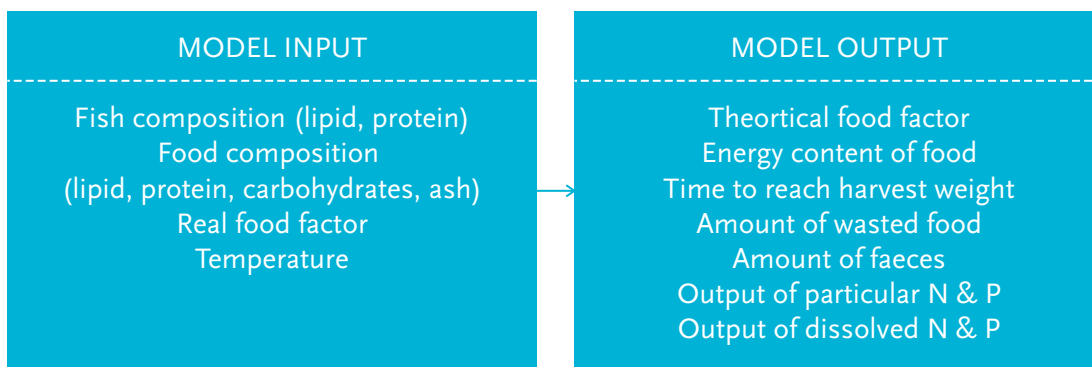 MODEL INPUT
Fish composition (lipid, protein)
Food composition
(lipid, protein, carbohydrates, ash)
Real food factor
Temperature
MODEL OUTPUT
Theortical food factor
Energy content of food
Time to reach harvest weight
Amount of wasted food
Amount of faeces
Output of particular N & P
Output of dissolved N & P